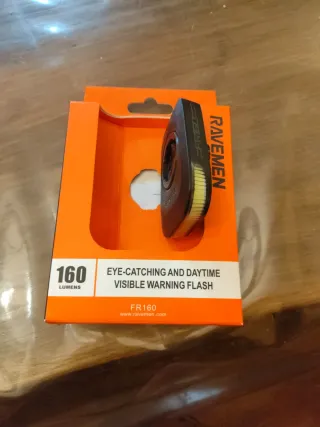 RAVEMEN
160
LUMENS
EYE-CATCHING AND DAYTIME
VISIBLE WARNING FLASH
FR160
www.ravemen.com